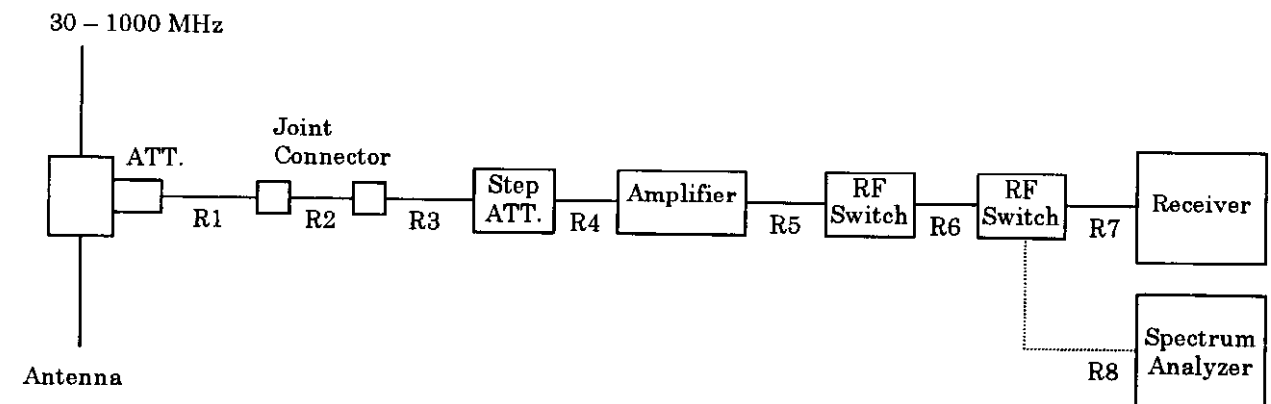 30 – 1000 MHz
ATT.
Joint
Connector
R1
R2
R3
Step
ATT.
R4
Amplifier
R5
RF
Switch
R6
RF
Switch
R7
Receiver
Spectrum
Analyzer
R8
Antenna